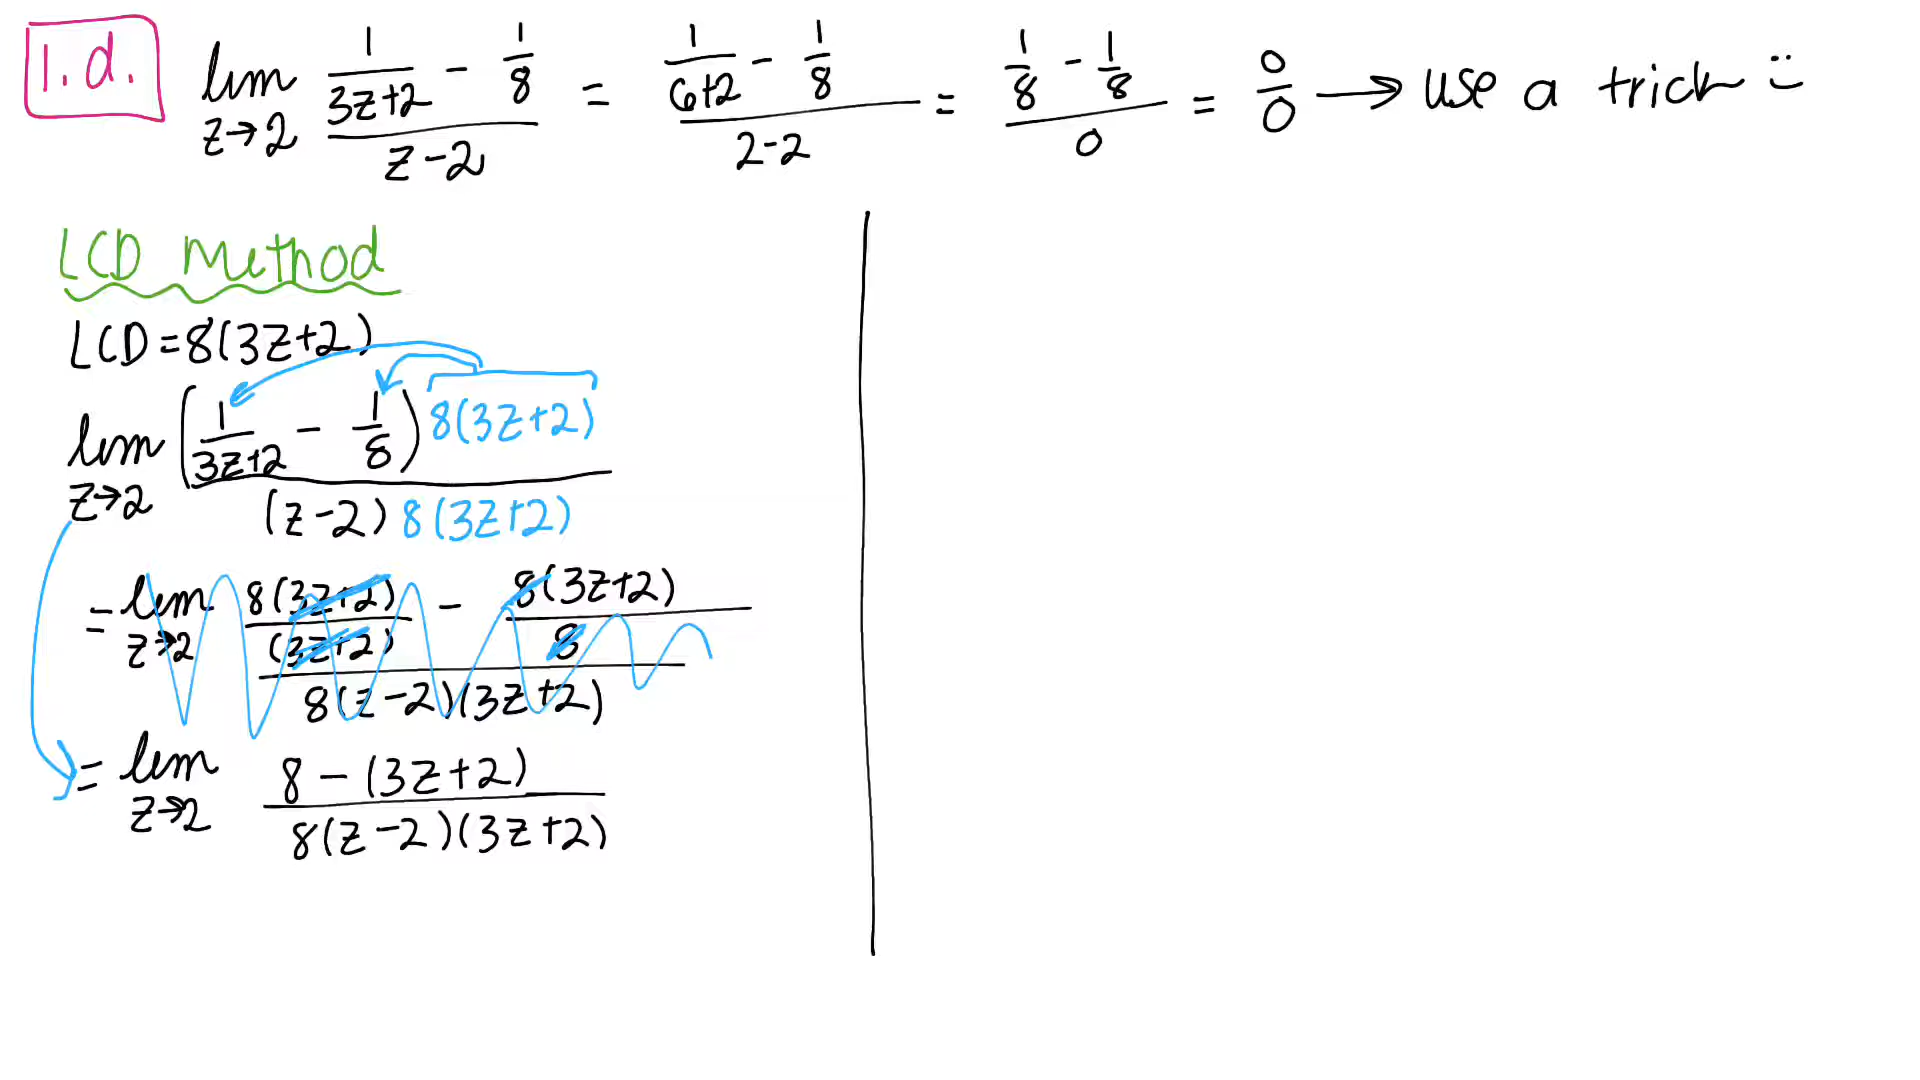 1.d. lim z→2 (1/(3z+2) - 1/8)/(z-2) = (1/(6+2) - 1/8)/(2-2) = (1/8 - 1/8)/0 = 0/0 → use a trick :)
LCD Method
LCD = 8(3z+2)
lim z→2 ((1/(3z+2) - 1/8) 8(3z+2))/((z-2) 8(3z+2))
= lim z→2 (8(3z+2)/(3z+2) - 8(3z+2)/8)/(8(z-2)(3z+2))
= lim z→2 (8-(3z+2))/(8(z-2)(3z+2))